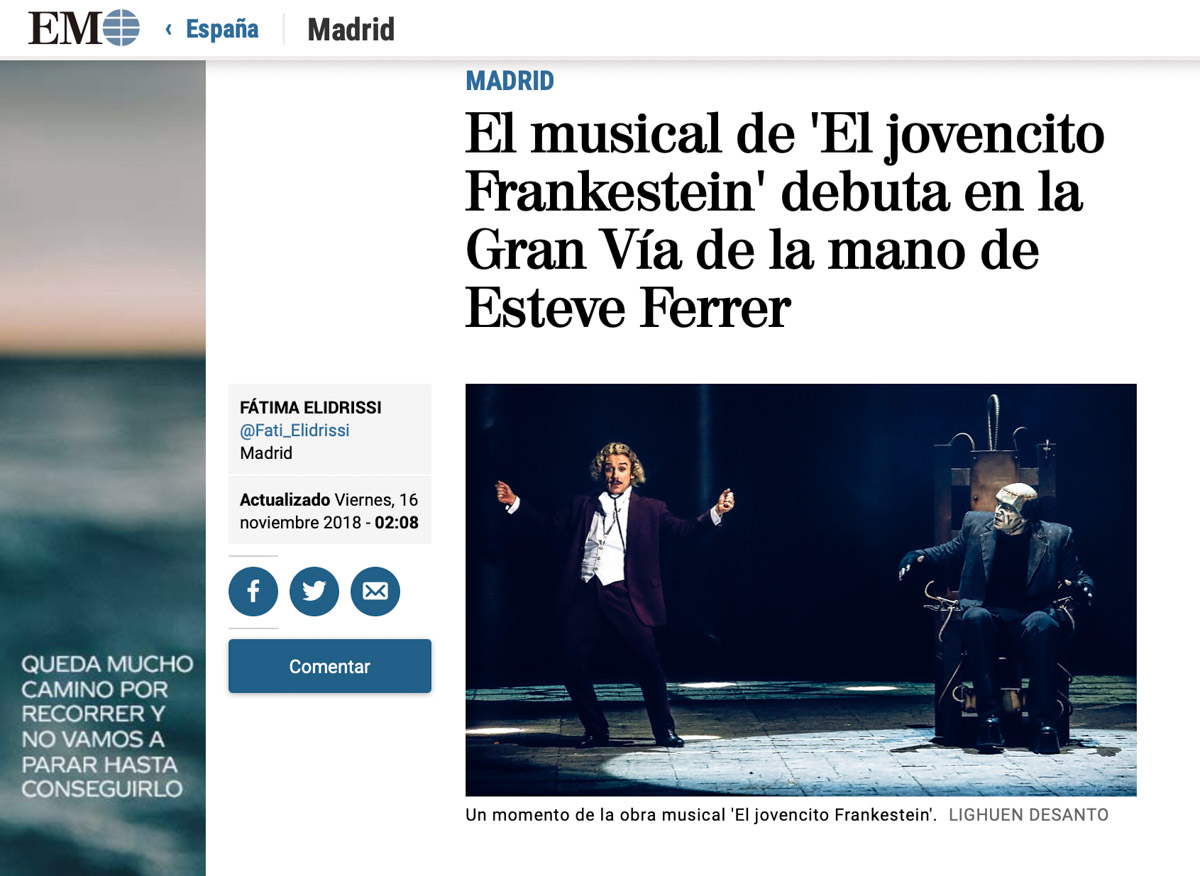 EM
‹ España
Madrid
MADRID
El musical de 'El jovencito
Frankestein' debuta en la
Gran Vía de la mano de
Esteve Ferrer
FÁTIMA ELIDRISSI
@Fati_Elidrissi
Madrid
Actualizado Viernes, 16
noviembre 2018 - 02:08
Comentar
Un momento de la obra musical 'El jovencito Frankestein'. LIGHUEN DESANTO
QUEDA MUCHO
CAMINO POR
RECORRER Y
NO VAMOS A
PARAR HASTA
CONSEGUIRLO